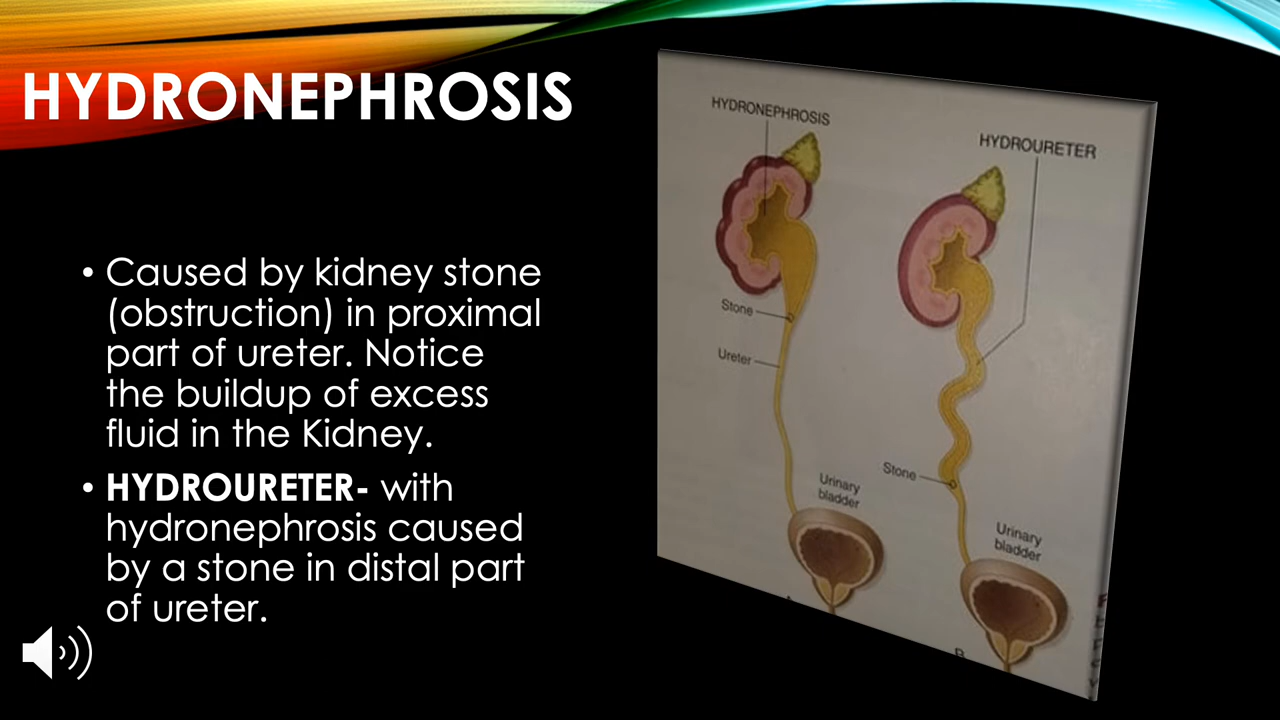 HYDRONEPHROSIS
• Caused by kidney stone
(obstruction) in proximal
part of ureter. Notice
the buildup of excess
fluid in the Kidney.
• HYDROURETER- with
hydronephrosis caused
by a stone in distal part
of ureter.
HYDRONEPHROSIS
HYDROURETER
Stone
Ureter
Urinary
bladder
Stone
Urinary
bladder